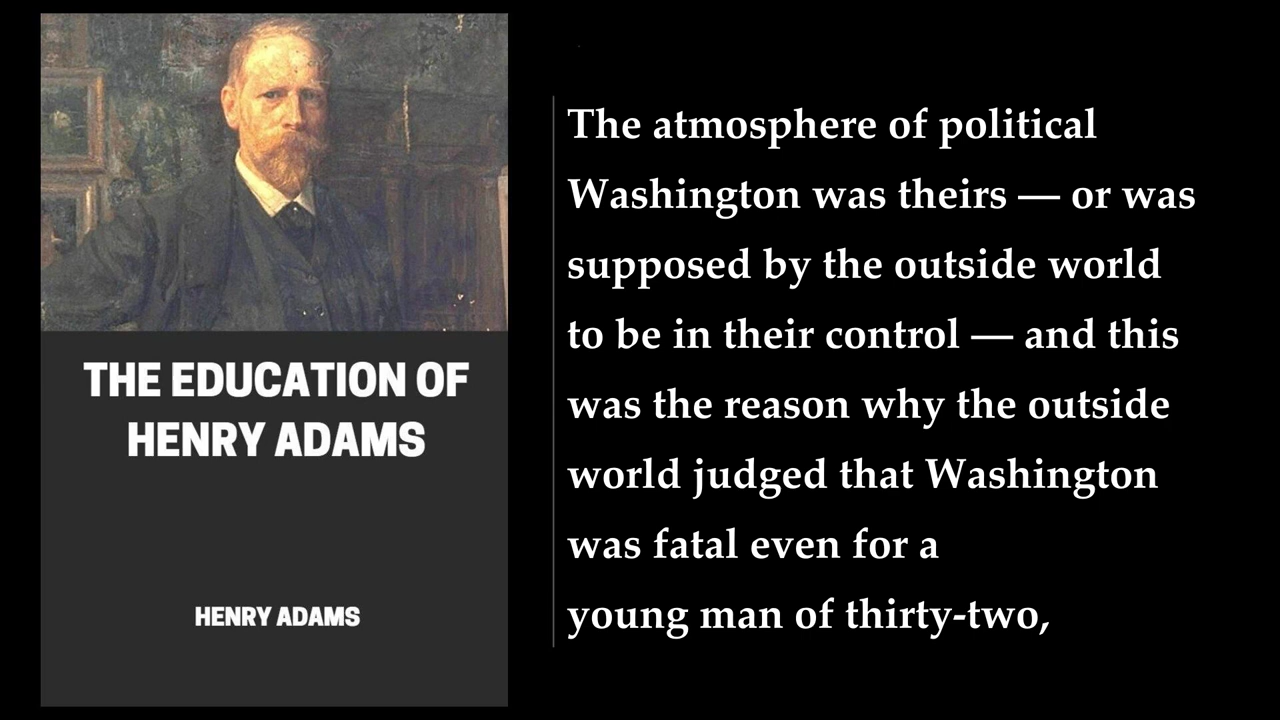 THE EDUCATION OF
HENRY ADAMS
HENRY ADAMS
The atmosphere of political
Washington was theirs — or was
supposed by the outside world
to be in their control — and this
was the reason why the outside
world judged that Washington
was fatal even for a
young man of thirty-two,